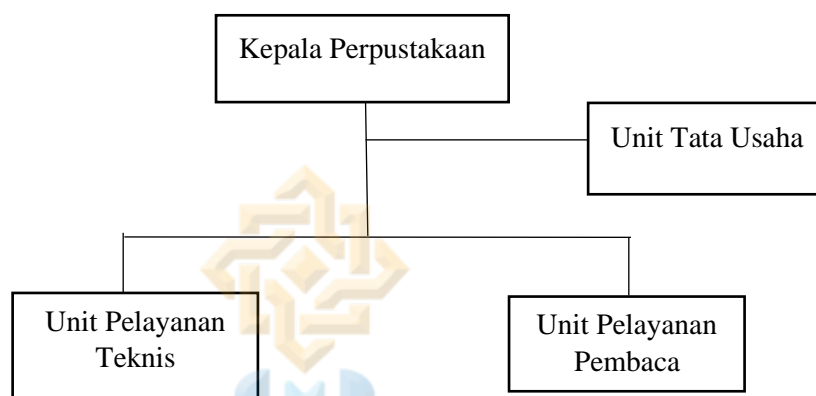 Kepala Perpustakaan
Unit Tata Usaha
Unit Pelayanan
Teknis
Unit Pelayanan
Pembaca